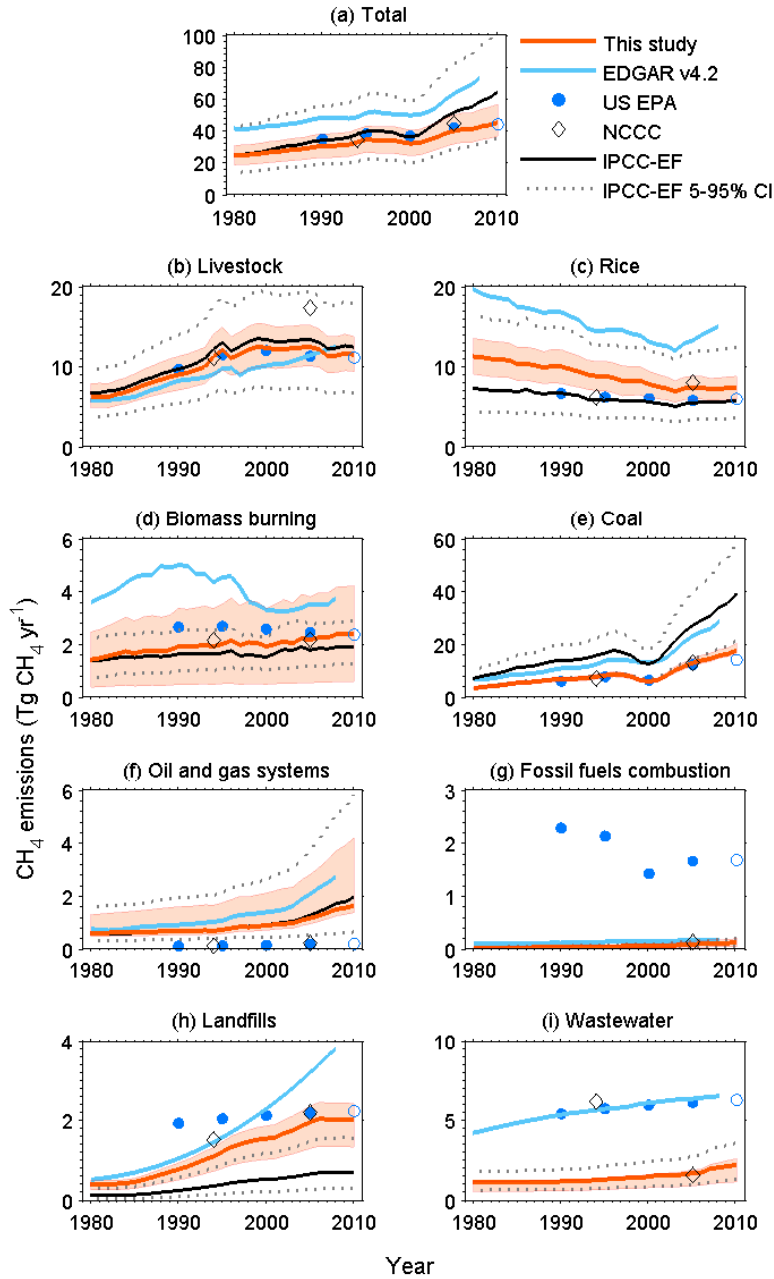 (a) Total
100
80
60
40
20
0
1980 1990 2000 2010
This study
EDGAR v4.2
US EPA
NCCC
IPCC-EF
IPCC-EF 5-95% CI
(b) Livestock
20
10
0
1980 1990 2000 2010
(c) Rice
20
15
10
5
0
1980 1990 2000 2010
(d) Biomass burning
6
4
2
0
1980 1990 2000 2010
(e) Coal
60
40
20
0
1980 1990 2000 2010
(f) Oil and gas systems
6
4
2
0
1980 1990 2000 2010
(g) Fossil fuels combustion
3
2
1
0
1980 1990 2000 2010
(h) Landfills
4
2
0
1980 1990 2000 2010
(i) Wastewater
10
5
0
1980 1990 2000 2010
CH₄ emissions (Tg CH₄ yr⁻¹)
Year